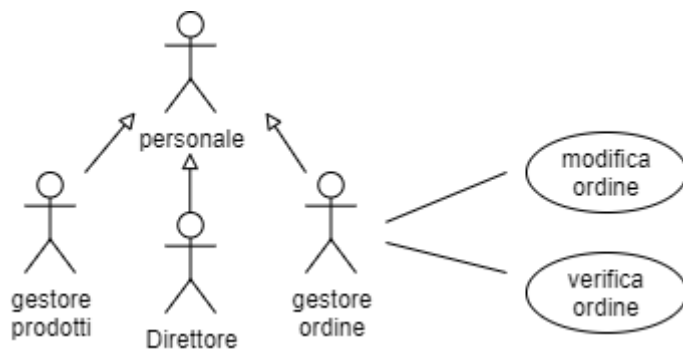 personale
modifica
ordine
gestore
prodotti
Direttore
gestore
ordine
verifica
ordine